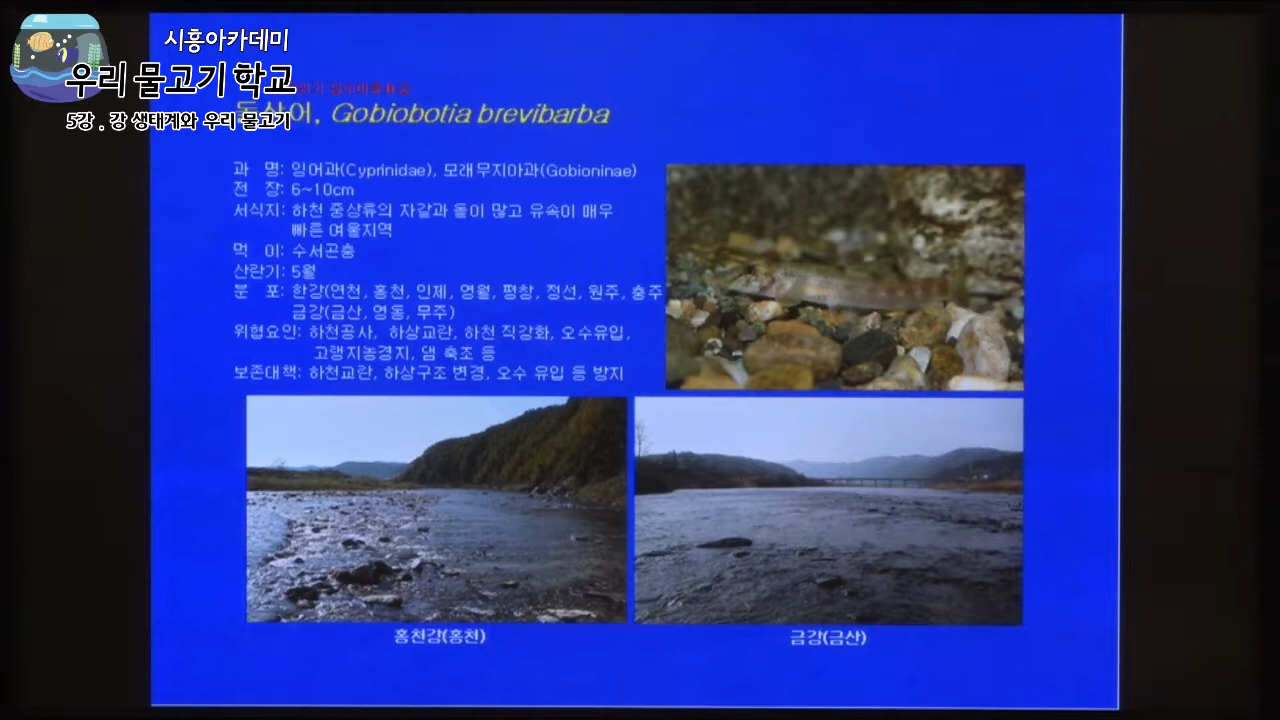 시흥아카데미
우리 물고기 학교
5강 . 강 생태계와 우리 물고기
돌상어, Gobiobotia brevibarba
과 명: 잉어과(Cyprinidae), 모래무지아과(Gobioninae)
전 장: 6~10cm
서식지: 하천 중상류의 자갈과 돌이 많고 유속이 매우
빠른 여울지역
먹 이: 수서곤충
산란기: 5월
분 포: 한강(연천, 홍천, 인제, 영월, 평창, 정선, 원주, 충주
금강(금산, 영동, 무주)
위협요인: 하천공사, 하상교란, 하천 직강화, 오수유입,
고랭지농경지, 댐 축조 등
보존대책: 하천교란, 하상구조 변경, 오수 유입 등 방지
홍천강(홍천)
금강(금산)